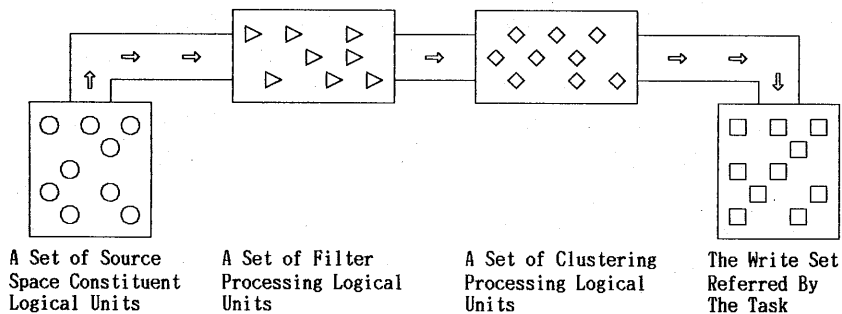 A Set of Source
Space Constituent
Logical Units
A Set of Filter
Processing Logical
Units
A Set of Clustering
Processing Logical
Units
The Write Set
Referred By
The Task